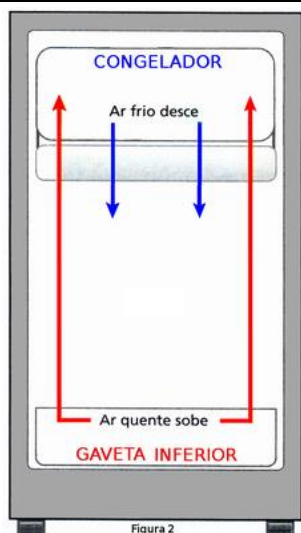 CONGELADOR
Ar frio desce
Ar quente sobe
GAVETA INFERIOR
Figura 2